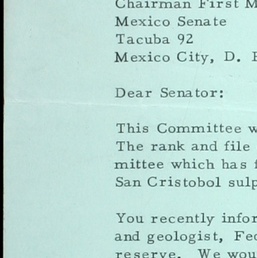 Chairman First M
Mexico Senate
Tacuba 92
Mexico City, D.
Dear Senator:
This Committee w
The rank and file
mittee which has f
San Cristobol sulp
You recently infor
and geologist, Fed
reserve. We wou